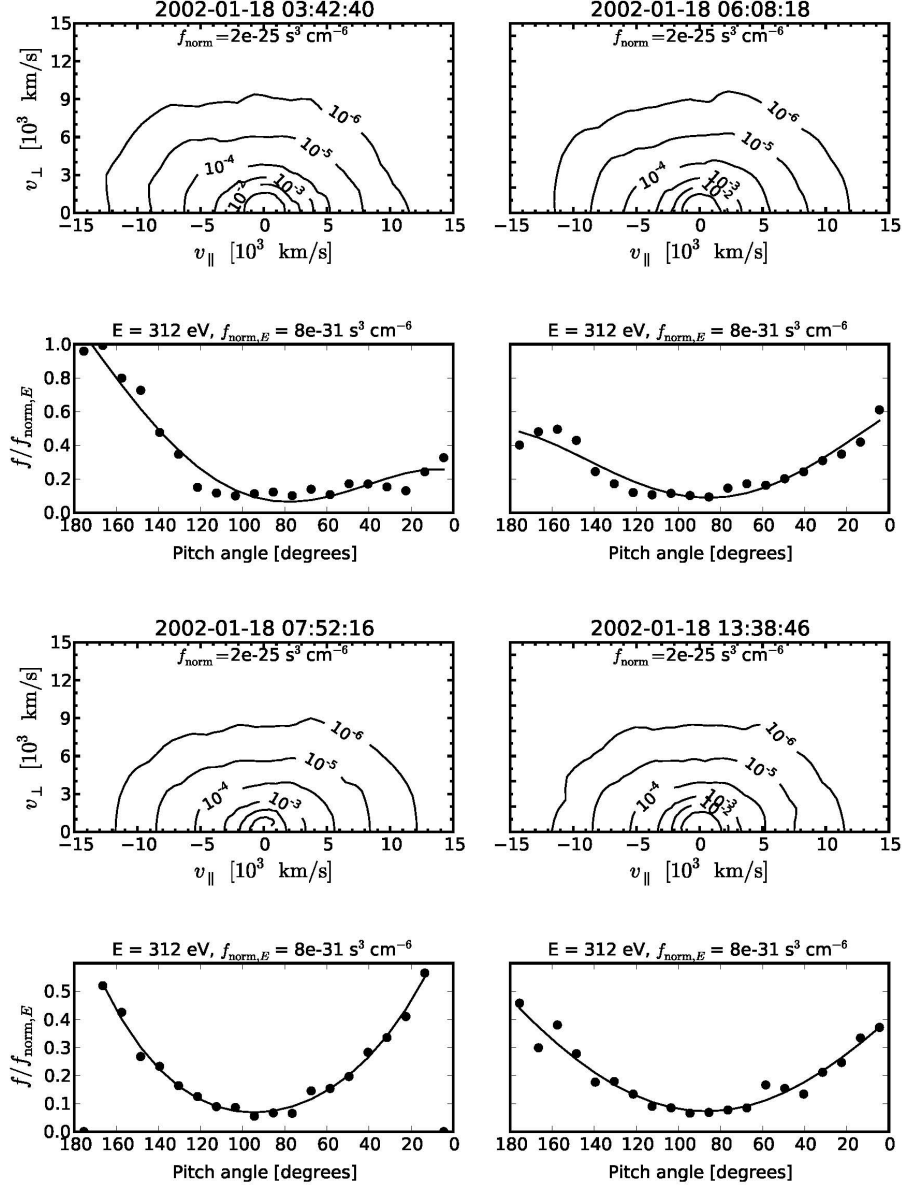 2002-01-18 03:42:40
f_norm=2e-25 s³ cm⁻⁶
15
12
9
6
3
0
v⊥ [10³ km/s]
10⁻⁶
10⁻⁵
10⁻⁴
10⁻³
10⁻²
−15 −10 −5 0 5 10 15
v∥ [10³ km/s]
2002-01-18 06:08:18
f_norm=2e-25 s³ cm⁻⁶
10⁻⁶
10⁻⁵
10⁻⁴
10⁻³
10⁻²
−15 −10 −5 0 5 10 15
v∥ [10³ km/s]
E = 312 eV, f_norm,E = 8e-31 s³ cm⁻⁶
1.0
0.8
0.6
0.4
0.2
0.0
f/f_norm,E
180 160 140 120 100 80 60 40 20 0
Pitch angle [degrees]
E = 312 eV, f_norm,E = 8e-31 s³ cm⁻⁶
180 160 140 120 100 80 60 40 20 0
Pitch angle [degrees]
2002-01-18 07:52:16
f_norm=2e-25 s³ cm⁻⁶
15
12
9
6
3
0
v⊥ [10³ km/s]
10⁻⁶
10⁻⁵
10⁻⁴
10⁻³
−15 −10 −5 0 5 10 15
v∥ [10³ km/s]
2002-01-18 13:38:46
f_norm=2e-25 s³ cm⁻⁶
10⁻⁶
10⁻⁵
10⁻⁴
10⁻³
10⁻²
−15 −10 −5 0 5 10 15
v∥ [10³ km/s]
E = 312 eV, f_norm,E = 8e-31 s³ cm⁻⁶
0.5
0.4
0.3
0.2
0.1
0.0
f/f_norm,E
180 160 140 120 100 80 60 40 20 0
Pitch angle [degrees]
E = 312 eV, f_norm,E = 8e-31 s³ cm⁻⁶
180 160 140 120 100 80 60 40 20 0
Pitch angle [degrees]